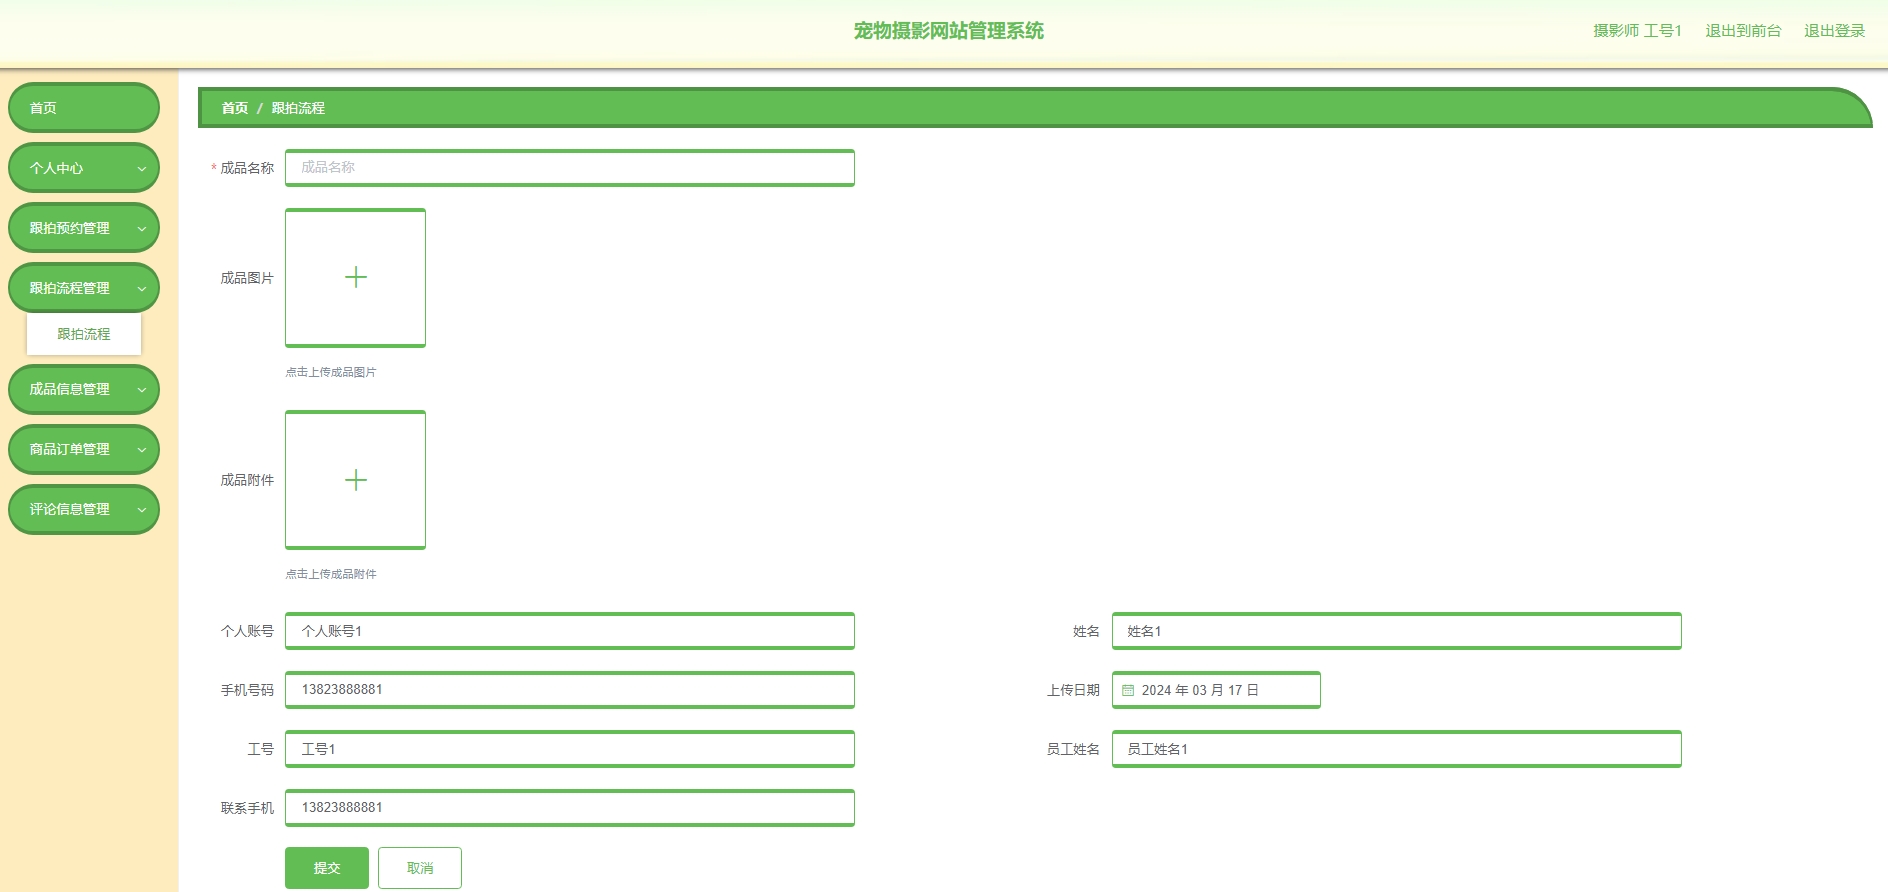 宠物摄影网站管理系统
摄影师 工号1 退出到前台 退出登录
首页
个人中心
跟拍预约管理
跟拍流程管理
跟拍流程
成品信息管理
商品订单管理
评论信息管理
首页 / 跟拍流程
* 成品名称 成品名称
成品图片
点击上传成品图片
成品附件
点击上传成品附件
个人账号 个人账号1 姓名 姓名1
手机号码 13823888881 上传日期 2024 年 03 月 17 日
工号 工号1 员工姓名 员工姓名1
联系手机 13823888881
提交 取消